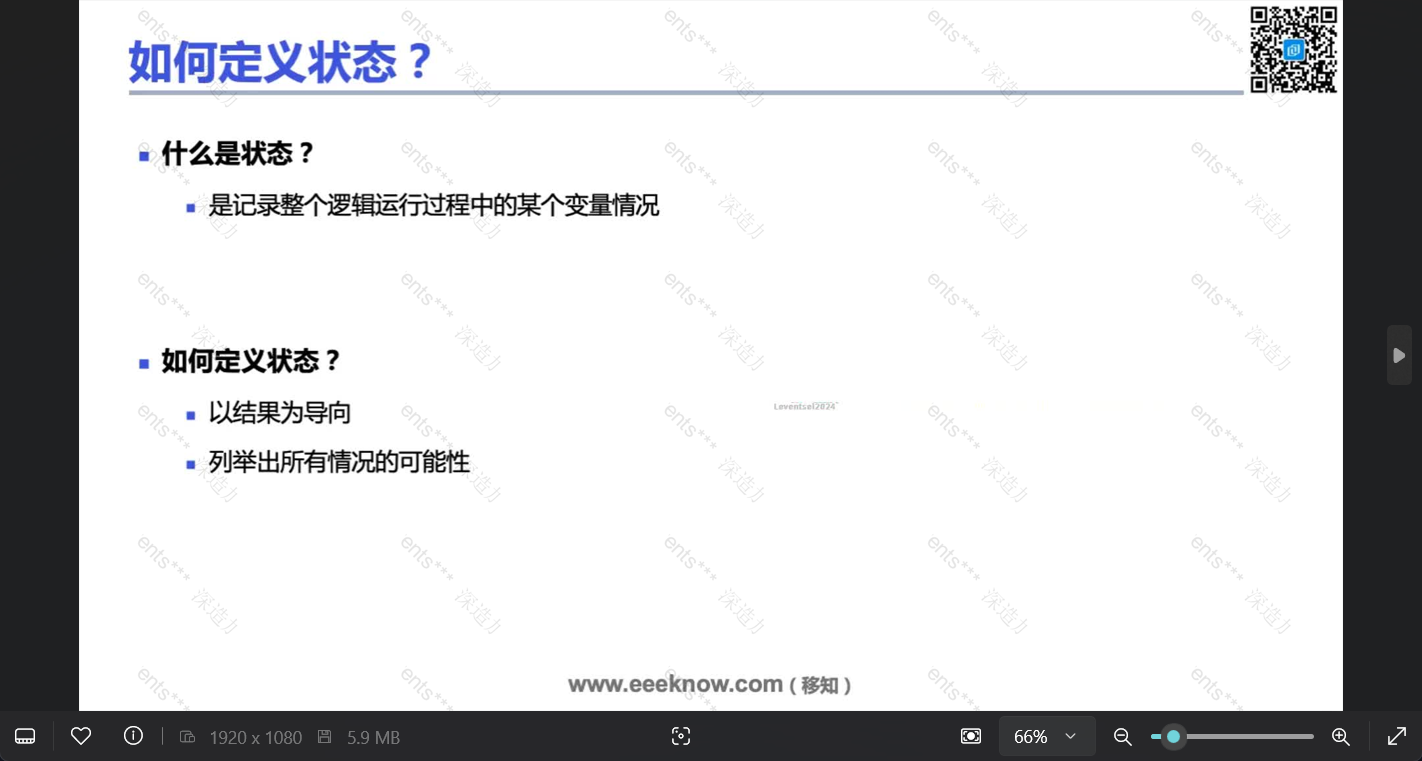 如何定义状态？
什么是状态？
是记录整个逻辑运行过程中的某个变量情况
如何定义状态？
以结果为导向
Leventsel2024
列举出所有情况的可能性
www.eeeknow.com（移知）
ents*** 深造力
1920 x 1080
5.9 MB
66%